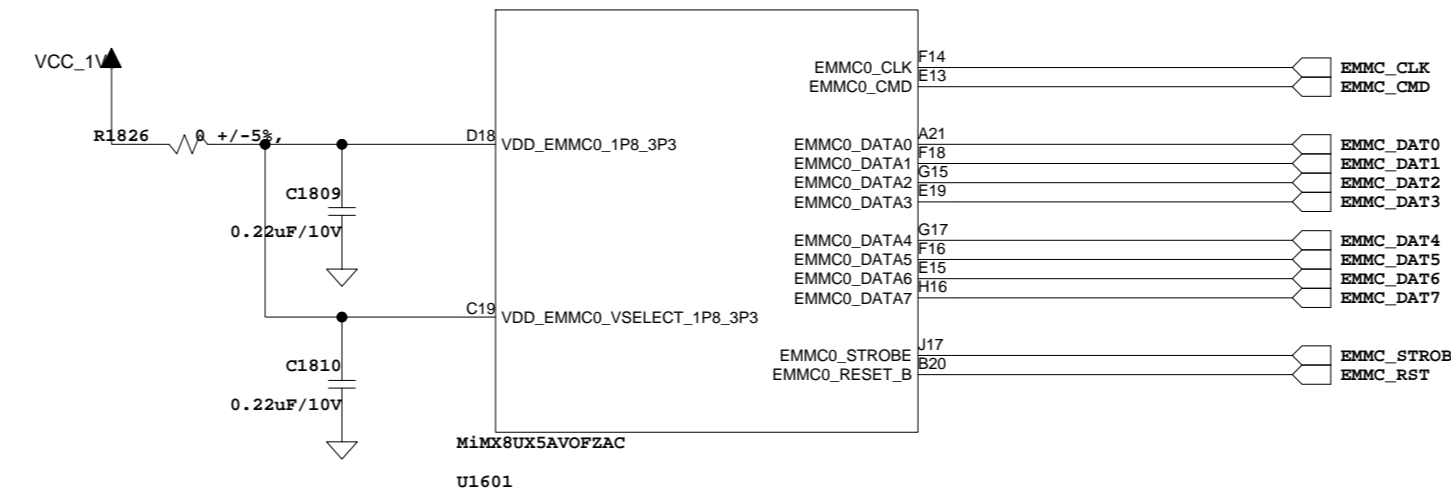 VCC_1V
R1826 0 +/-5%,
C1809
0.22uF/10V
C1810
0.22uF/10V
D18 VDD_EMMC0_1P8_3P3
C19 VDD_EMMC0_VSELECT_1P8_3P3
EMMC0_CLK F14 EMMC_CLK
EMMC0_CMD E13 EMMC_CMD
EMMC0_DATA0 A21 EMMC_DAT0
EMMC0_DATA1 F18 EMMC_DAT1
EMMC0_DATA2 G15 EMMC_DAT2
EMMC0_DATA3 E19 EMMC_DAT3
EMMC0_DATA4 G17 EMMC_DAT4
EMMC0_DATA5 F16 EMMC_DAT5
EMMC0_DATA6 E15 EMMC_DAT6
EMMC0_DATA7 H16 EMMC_DAT7
EMMC0_STROBE J17 EMMC_STROB
EMMC0_RESET_B B20 EMMC_RST
MiMX8UX5AVOFZAC
U1601